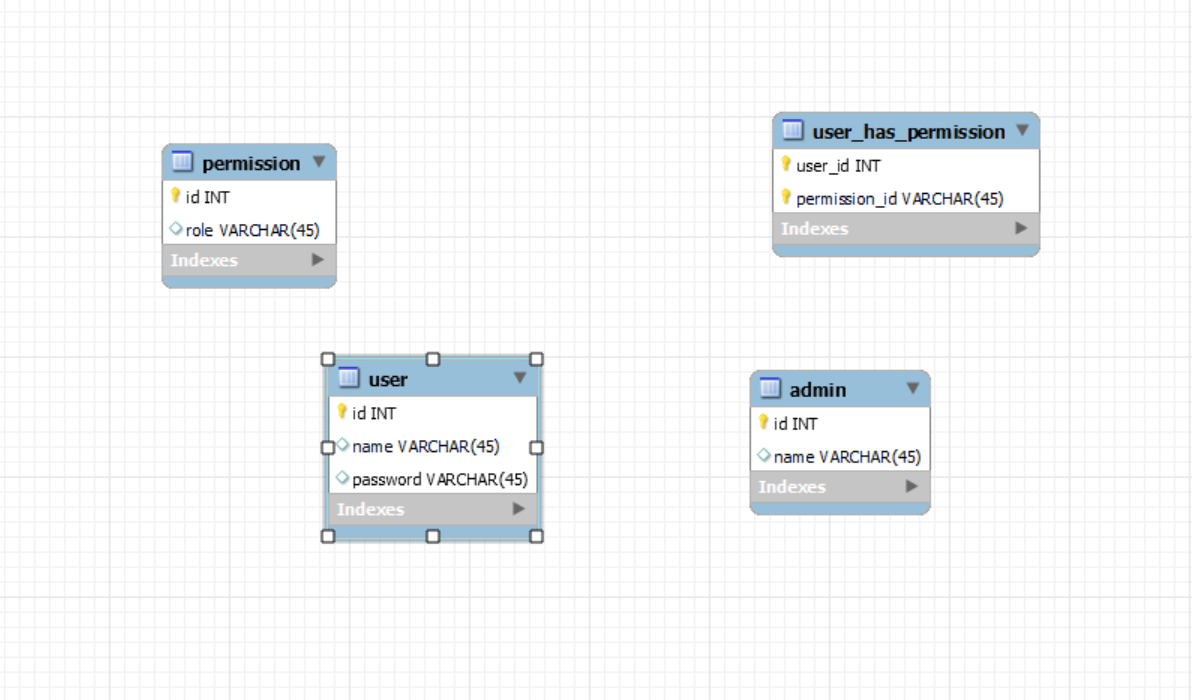 permission
id INT
role VARCHAR(45)
Indexes
user_has_permission
user_id INT
permission_id VARCHAR(45)
Indexes
user
id INT
name VARCHAR(45)
password VARCHAR(45)
Indexes
admin
id INT
name VARCHAR(45)
Indexes